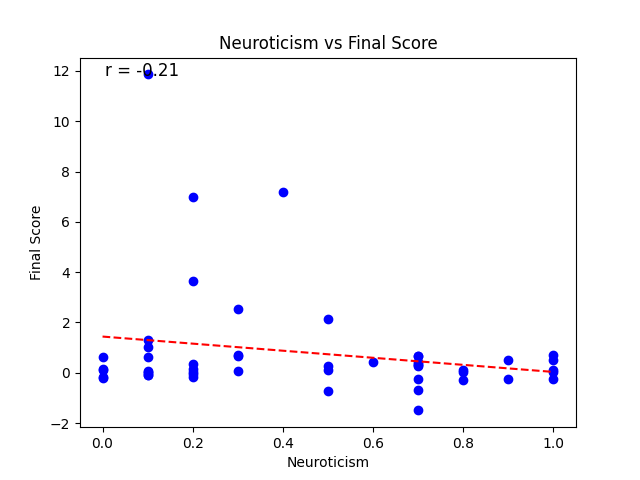 Neuroticism vs Final Score
r = -0.21
12
10
8
6
4
2
0
−2
Final Score
0.0 0.2 0.4 0.6 0.8 1.0
Neuroticism